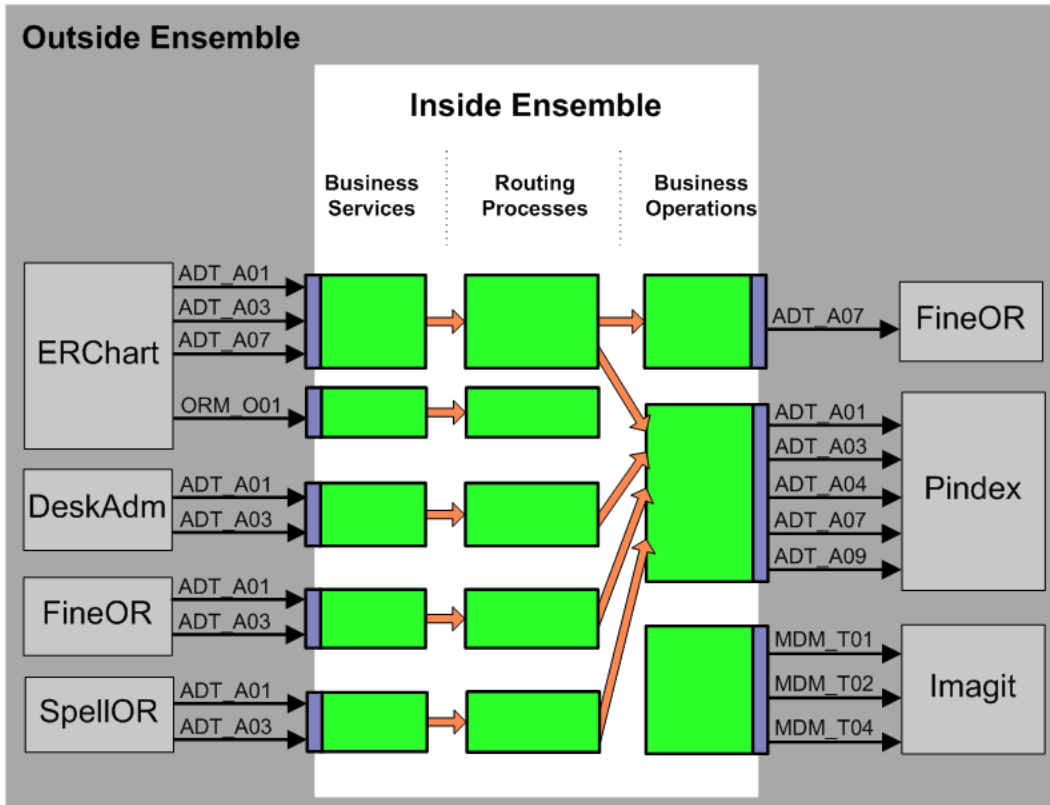 Outside Ensemble
Inside Ensemble
Business
Services
Routing
Processes
Business
Operations
ERChart
ADT_A01
ADT_A03
ADT_A07
ORM_O01
DeskAdm
ADT_A01
ADT_A03
FineOR
ADT_A01
ADT_A03
SpellOR
ADT_A01
ADT_A03
ADT_A07
FineOR
ADT_A01
ADT_A03
ADT_A04
ADT_A07
ADT_A09
Pindex
MDM_T01
MDM_T02
MDM_T04
Imagit